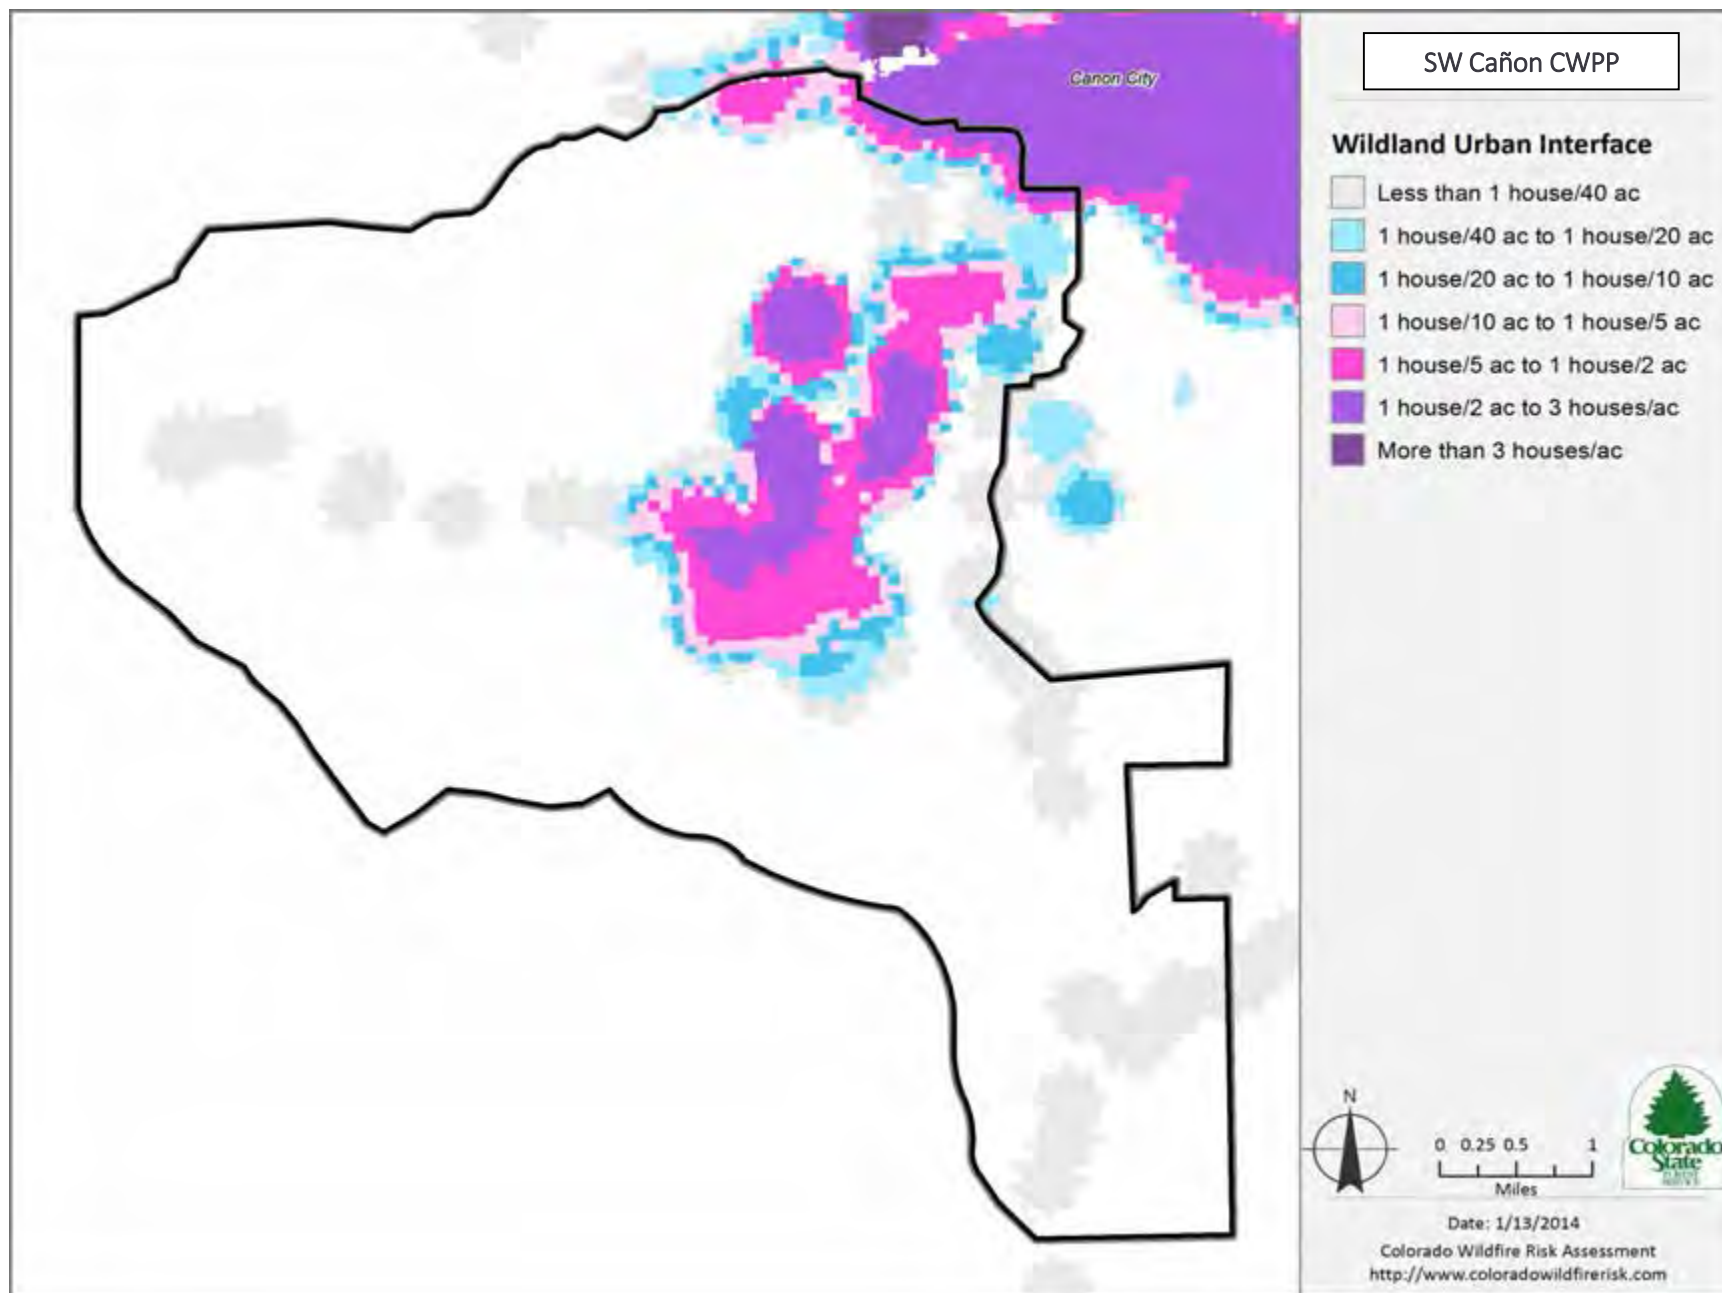 Canon City
SW Cañon CWPP
Wildland Urban Interface
Less than 1 house/40 ac
1 house/40 ac to 1 house/20 ac
1 house/20 ac to 1 house/10 ac
1 house/10 ac to 1 house/5 ac
1 house/5 ac to 1 house/2 ac
1 house/2 ac to 3 houses/ac
More than 3 houses/ac
N
0 0.25 0.5 1
Miles
Colorado
State
Date: 1/13/2014
Colorado Wildfire Risk Assessment
http://www.coloradowildfirerisk.com